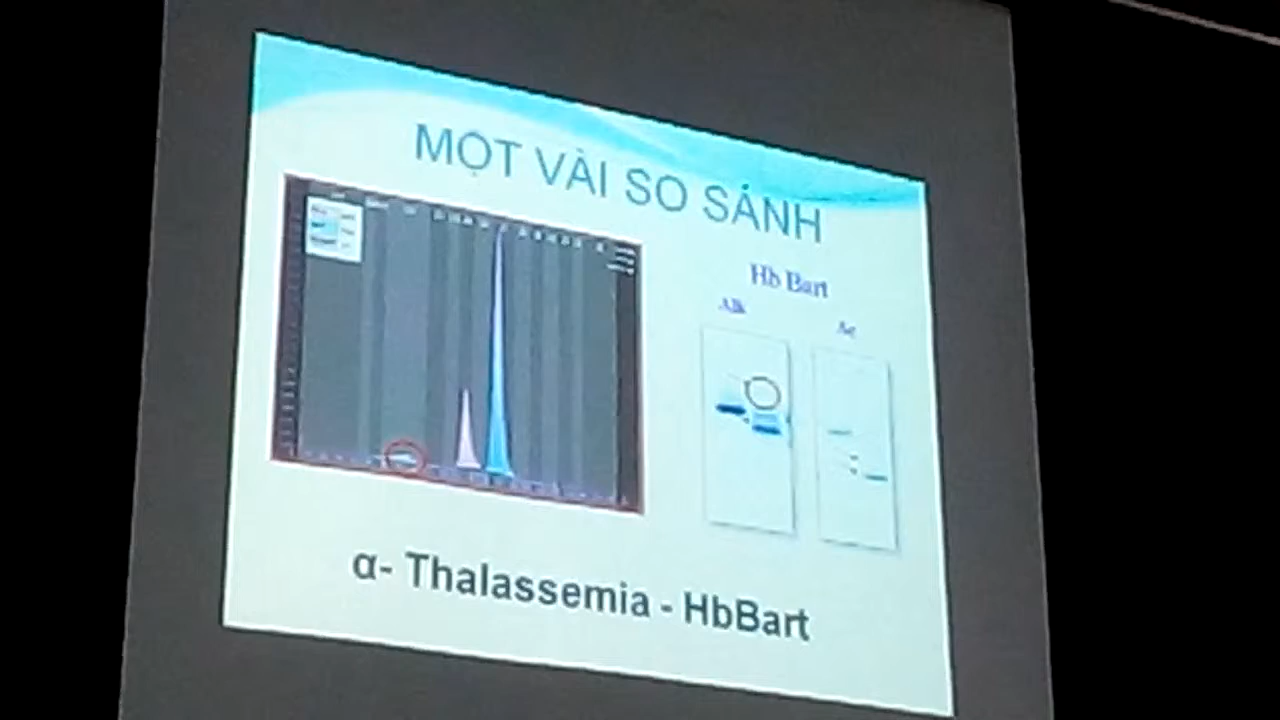 MỘT VÀI SO SÁNH
Hb Bart
Alk
Ac
α- Thalassemia - HbBart